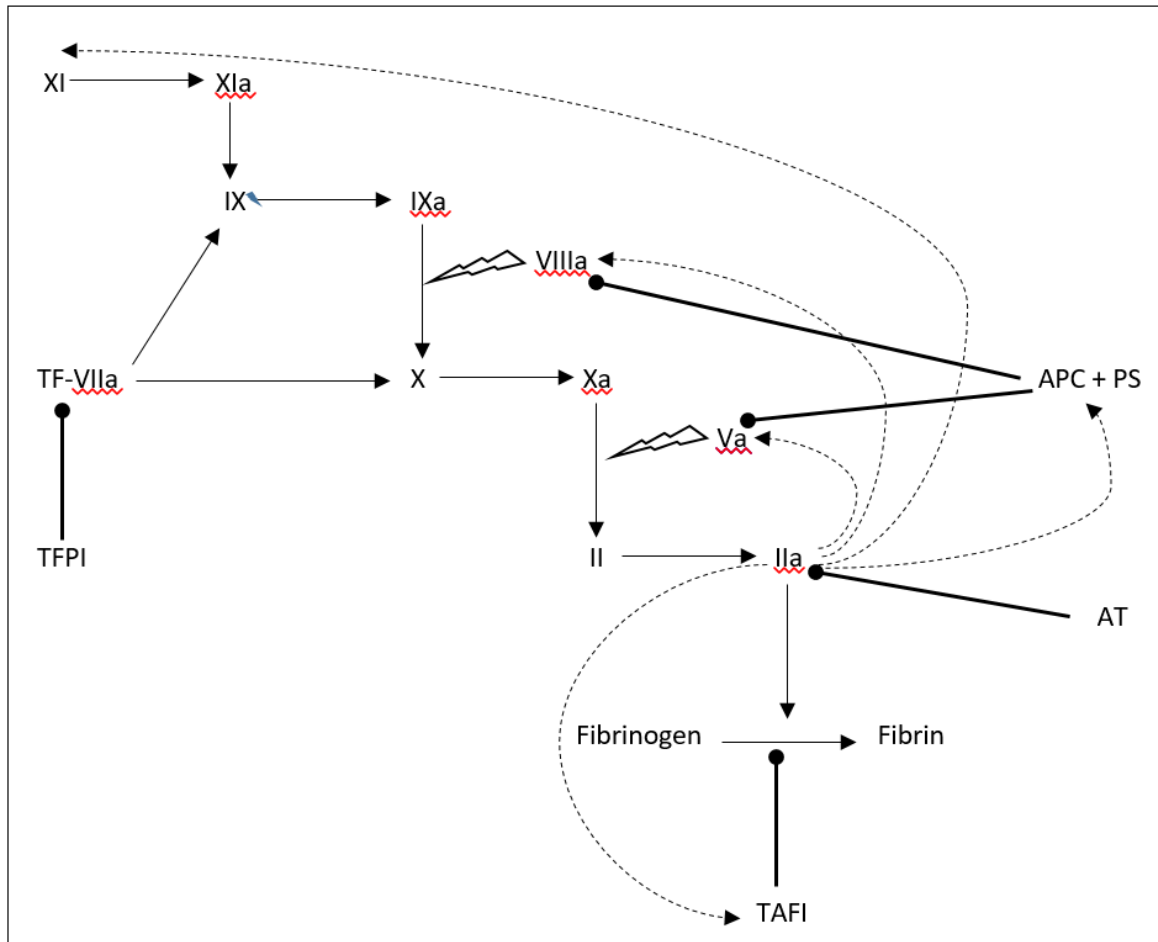 XI XIa
IX IXa
VIIIa
TF-VIIa X Xa APC + PS
Va
TFPI II IIa
AT
Fibrinogen Fibrin
TAFI